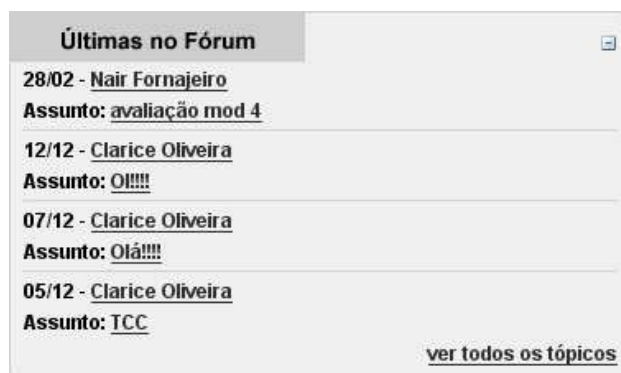 Últimas no Fórum
28/02 - Nair Fornajeiro
Assunto: avaliação mod 4
12/12 - Clarice Oliveira
Assunto: Ol!!!!
07/12 - Clarice Oliveira
Assunto: Olá!!!!
05/12 - Clarice Oliveira
Assunto: TCC
ver todos os tópicos